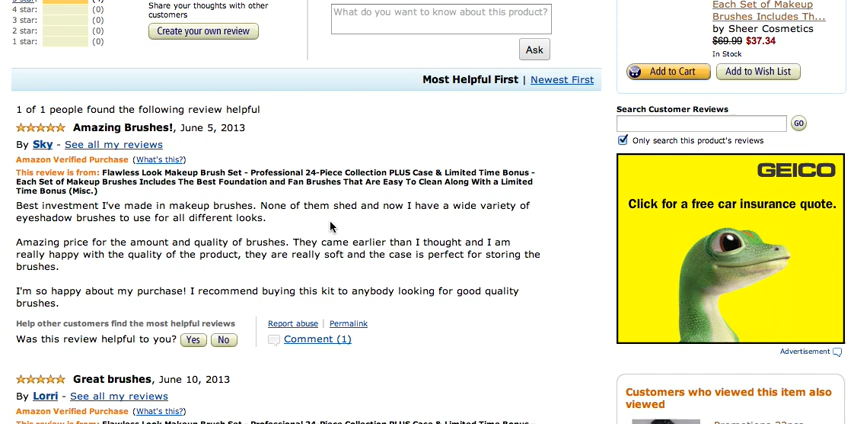 4 star: (0)
3 star: (0)
2 star: (0)
1 star: (0)
Share your thoughts with other
customers
Create your own review
What do you want to know about this product?
Ask
Each Set of Makeup
Brushes Includes Th...
by Sheer Cosmetics
$69.99 $37.34
In Stock
Add to Cart
Add to Wish List
Most Helpful First | Newest First
Search Customer Reviews
GO
Only search this product's reviews
1 of 1 people found the following review helpful
Amazing Brushes!, June 5, 2013
By Sky - See all my reviews
Amazon Verified Purchase (What's this?)
This review is from: Flawless Look Makeup Brush Set - Professional 24-Piece Collection PLUS Case & Limited Time Bonus -
Each Set of Makeup Brushes Includes The Best Foundation and Fan Brushes That Are Easy To Clean Along With a Limited
Time Bonus (Misc.)
Best investment I've made in makeup brushes. None of them shed and now I have a wide variety of
eyeshadow brushes to use for all different looks.
Amazing price for the amount and quality of brushes. They came earlier than I thought and I am
really happy with the quality of the product, they are really soft and the case is perfect for storing the
brushes.
I'm so happy about my purchase! I recommend buying this kit to anybody looking for good quality
brushes.
Help other customers find the most helpful reviews
Was this review helpful to you? Yes No
Report abuse | Permalink
Comment (1)
GEICO
Click for a free car insurance quote.
Advertisement
Great brushes, June 10, 2013
By Lorri - See all my reviews
Amazon Verified Purchase (What's this?)
This review is from: Flawless Look Makeup Brush Set - Professional 24-Piece Collection PLUS Case & Limited Time Bonus -
Customers who viewed this item also
viewed